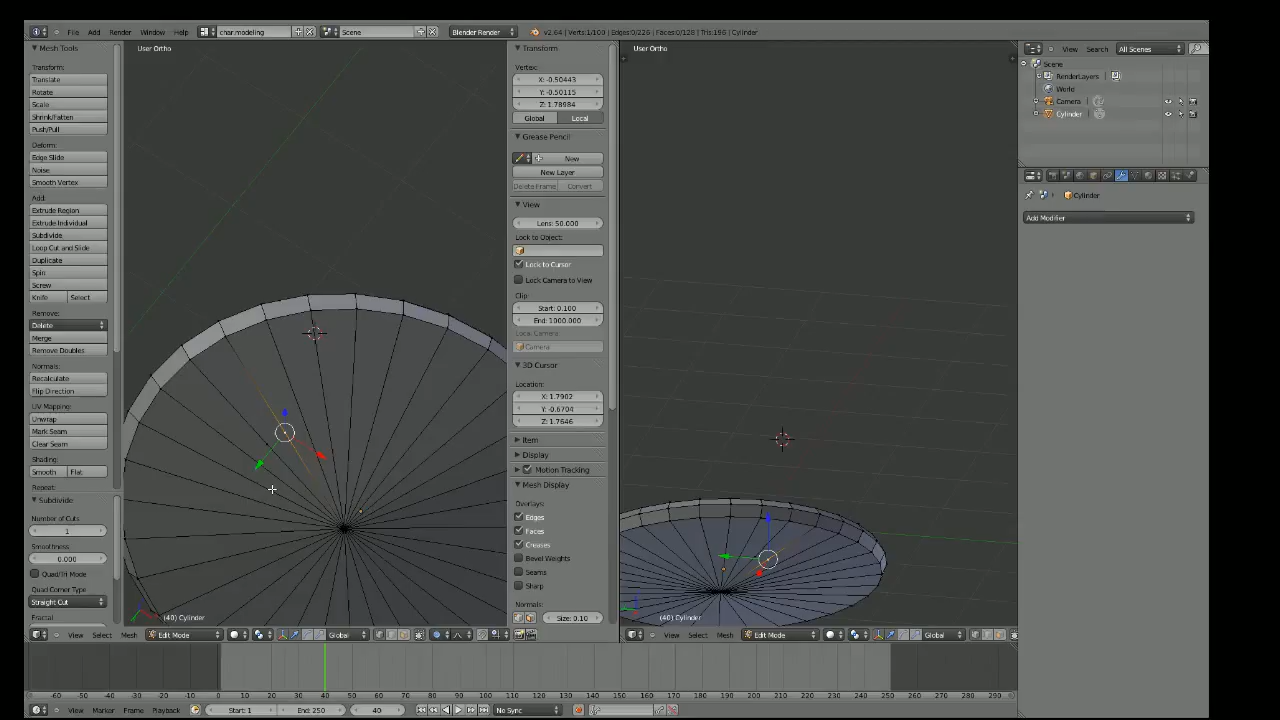 File Add Render Window Help char.modeling Scene Blender Render v2.64 | Verts:1/100 | Edges:0/226 | Faces:0/128 | Tris:196 | Cylinder
Mesh Tools
Transform:
Translate
Rotate
Scale
Shrink/Fatten
Push/Pull
Deform:
Edge Slide
Noise
Smooth Vertex
Add:
Extrude Region
Extrude Individual
Subdivide
Loop Cut and Slide
Duplicate
Spin
Screw
Knife Select
Remove:
Delete
Merge
Remove Doubles
Normals:
Recalculate
Flip Direction
UV Mapping:
Unwrap
Mark Seam
Clear Seam
Shading:
Smooth Flat
Repeat:
Subdivide
Number of Cuts
1
Smoothness:
0.000
Quad/Tri Mode
Quad Corner Type
Straight Cut
Fractal
User Ortho
(40) Cylinder
View Select Mesh Edit Mode Global
Transform
Vertex:
X: -0.50443
Y: -0.50115
Z: 1.78984
Global Local
Grease Pencil
New
New Layer
Delete Frame Convert
View
Lens: 50.000
Lock to Object:
Lock to Cursor
Lock Camera to View
Clip:
Start: 0.100
End: 1000.000
Local Camera:
Camera
3D Cursor
Location:
X: 1.7902
Y: -0.6704
Z: 1.7646
Item
Display
Motion Tracking
Mesh Display
Overlays:
Edges
Faces
Creases
Bevel Weights
Seams
Sharp
Normals:
Size: 0.10
User Ortho
(40) Cylinder
View Select Mesh Edit Mode Global
View Search All Scenes
Scene
RenderLayers
World
Camera
Cylinder
Cylinder
Add Modifier
-60 -50 -40 -30 -20 -10 0 10 20 30 40 50 60 70 80 90 100 110 120 130 140 150 160 170 180 190 200 210 220 230 240 250 260 270 280 290 300
View Marker Frame Playback Start: 1 End: 250 40 No Sync